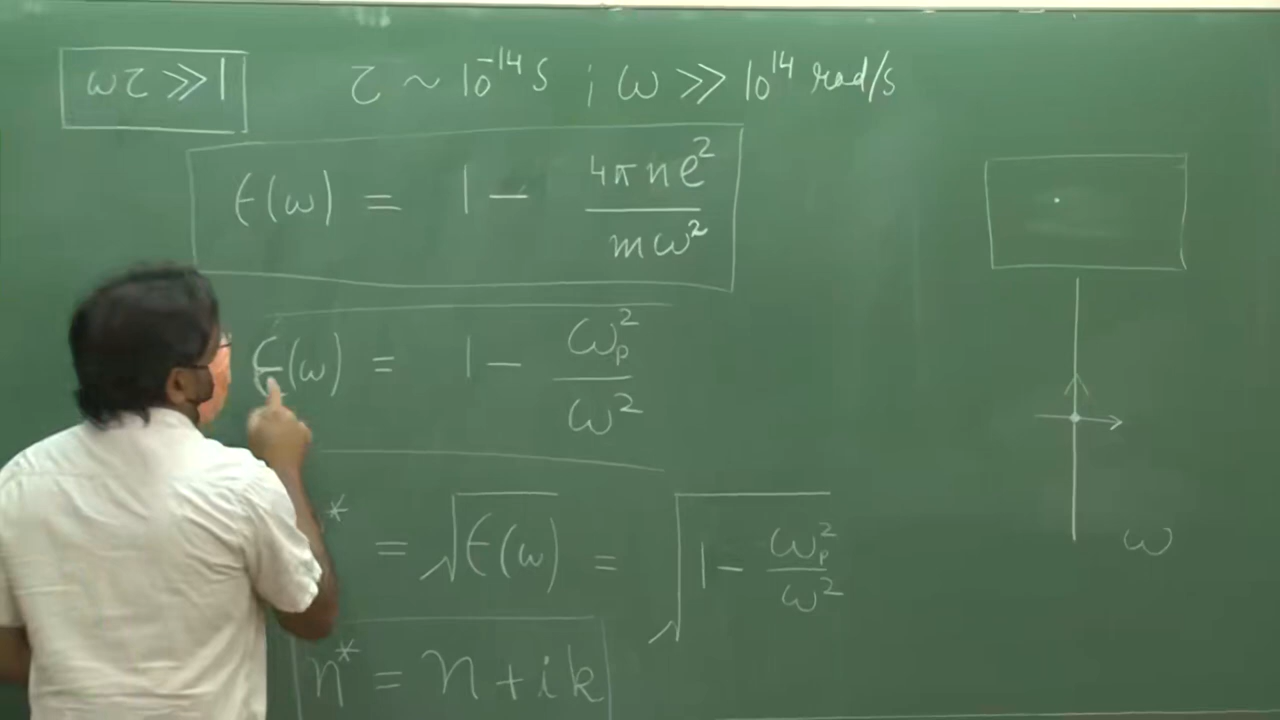 ωτ ≫ 1 τ ~ 10⁻¹⁴ s ; ω ≫ 10¹⁴ rad/s
ϵ(ω) = 1 − 4πne²/mω²
ϵ(ω) = 1 − ωₚ²/ω²
* = √ϵ(ω) = √(1 − ωₚ²/ω²)
ω
n* = n + ik